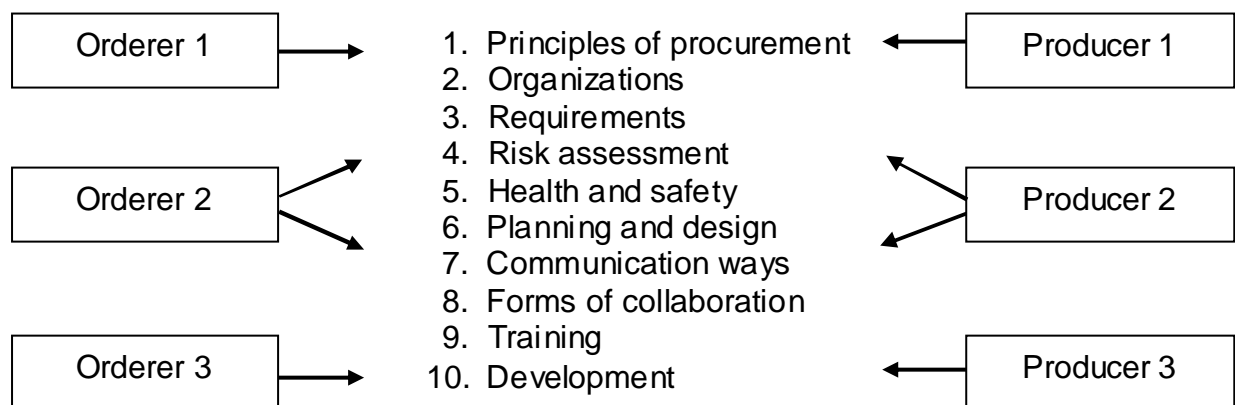 Orderer 1
1. Principles of procurement
Producer 1
2. Organizations
3. Requirements
4. Risk assessment
Orderer 2
5. Health and safety
Producer 2
6. Planning and design
7. Communication ways
8. Forms of collaboration
9. Training
Orderer 3
10. Development
Producer 3